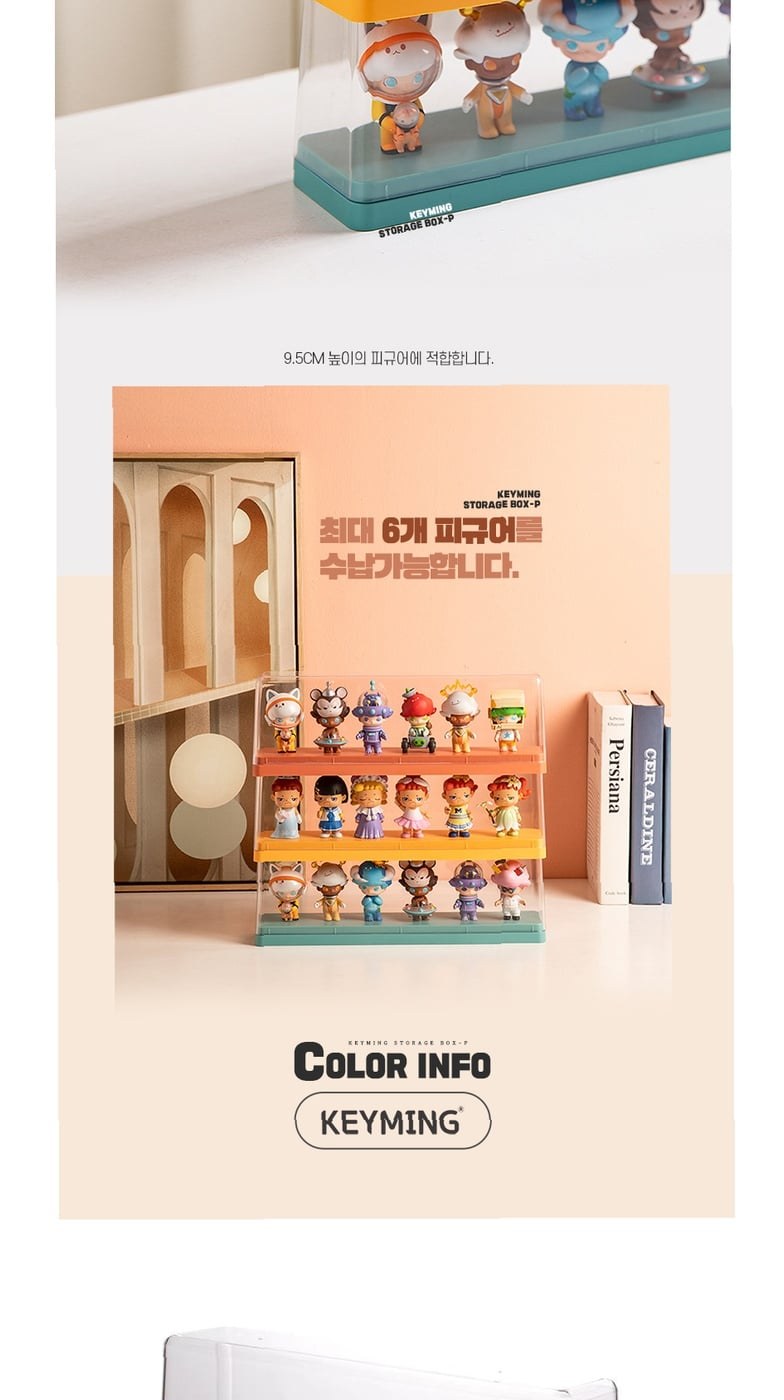 KEYMING
STORAGE BOX-P
9.5CM 높이의 피규어에 적합합니다.
KEYMING
STORAGE BOX-P
최대 6개 피규어를
수납가능합니다.
Persiana
CERALDINE
KEYMING STORAGE BOX-P
COLOR INFO
KEYMING®